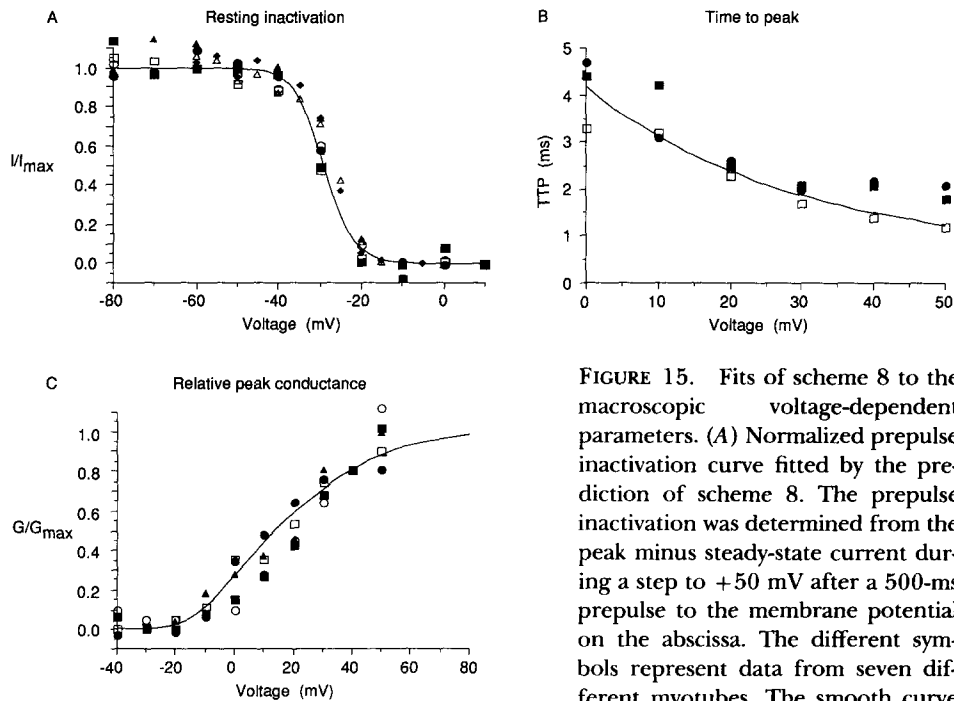 A
Resting inactivation
1.0
0.8
0.6
0.4
0.2
0.0
I/Imax
-80
-60
-40
-20
0
Voltage (mV)
B
Time to peak
5
4
3
2
1
0
TTP (ms)
0
10
20
30
40
50
Voltage (mV)
C
Relative peak conductance
1.0
0.8
0.6
0.4
0.2
0.0
G/Gmax
-40
-20
0
20
40
60
80
Voltage (mV)
FIGURE 15. Fits of scheme 8 to the
macroscopic voltage-dependent
parameters. (A) Normalized prepulse
inactivation curve fitted by the pre-
diction of scheme 8. The prepulse
inactivation was determined from the
peak minus steady-state current dur-
ing a step to +50 mV after a 500-ms
prepulse to the membrane potential
on the abscissa. The different sym-
bols represent data from seven dif-
ferent myotubes. The smooth curve